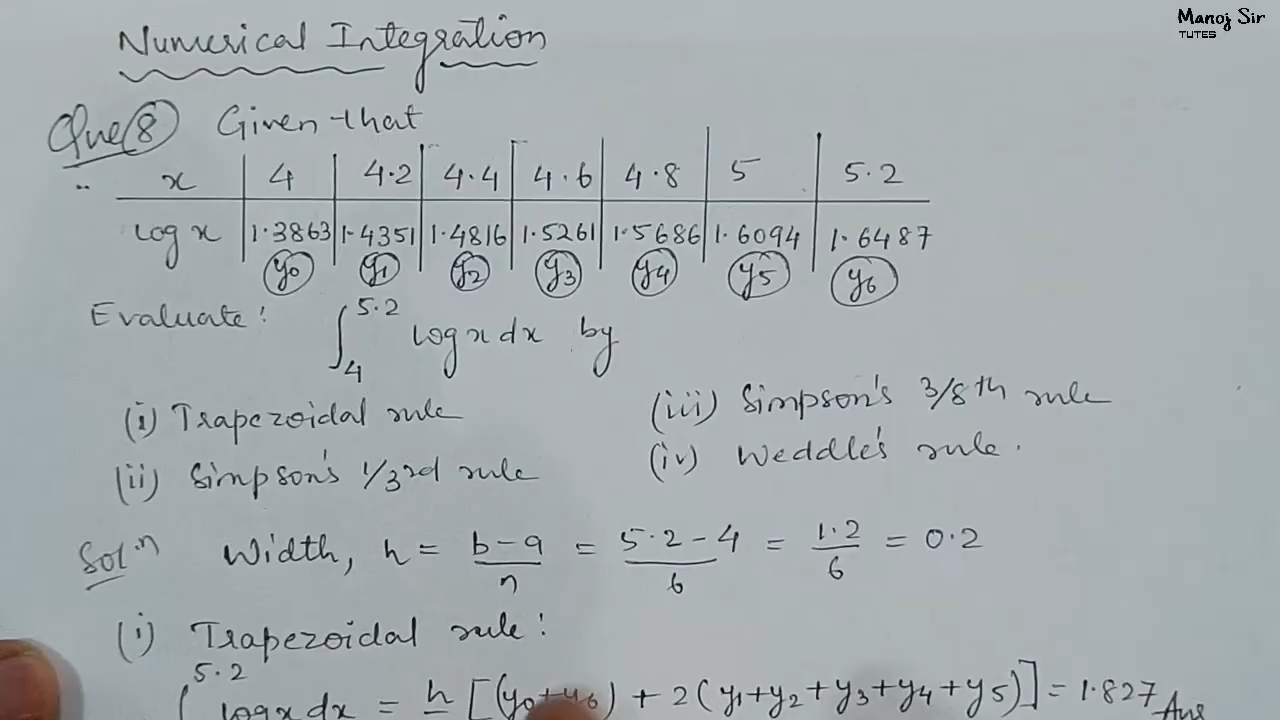 Manoj Sir
TUTES
Numerical Integration
Que(8) Given that
x | 4 | 4.2 | 4.4 | 4.6 | 4.8 | 5 | 5.2
log x | 1.3863 | 1.4351 | 1.4816 | 1.5261 | 1.5686 | 1.6094 | 1.6487
y0 y1 y2 y3 y4 y5 y6
Evaluate: ∫_4^5.2 log x dx by
(i) Trapezoidal rule
(iii) Simpson's 3/8th rule
(ii) Simpson's 1/3rd rule
(iv) Weddle's rule.
Sol.n Width, h = (b-a)/n = (5.2-4)/6 = 1.2/6 = 0.2
(i) Trapezoidal rule:
∫^5.2 log x dx = h [(y0+y6) + 2(y1+y2+y3+y4+y5)] = 1.827 Ans